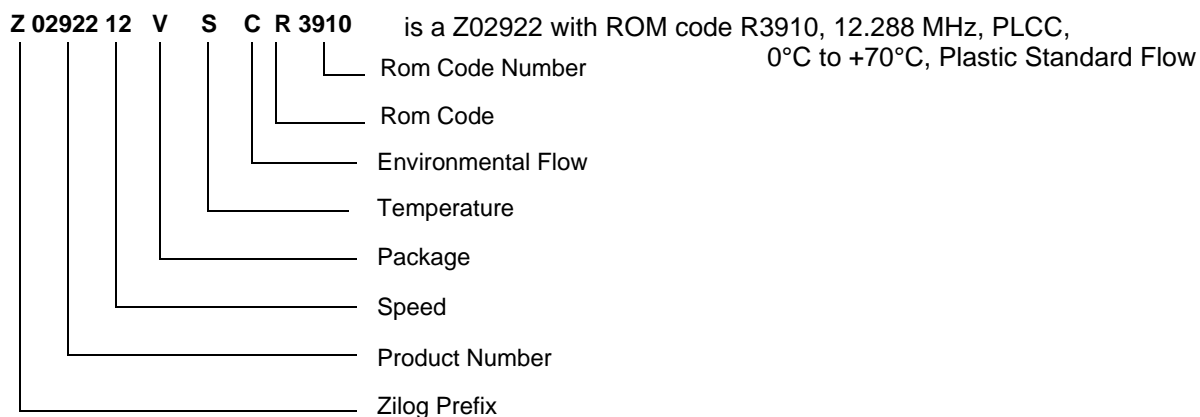 Z 02922 12 V S C R 3910 is a Z02922 with ROM code R3910, 12.288 MHz, PLCC,
0°C to +70°C, Plastic Standard Flow
Rom Code Number
Rom Code
Environmental Flow
Temperature
Package
Speed
Product Number
Zilog Prefix